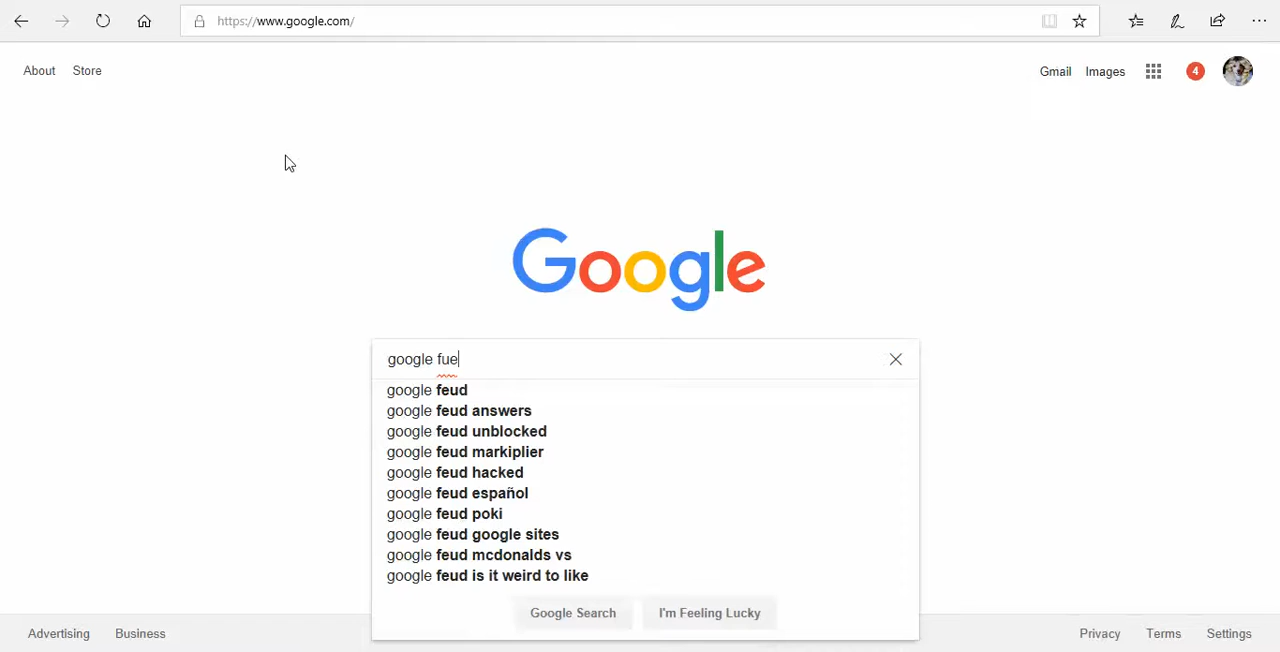 https://www.google.com/
About Store
Gmail Images 4
Google
google fue
google feud
google feud answers
google feud unblocked
google feud markiplier
google feud hacked
google feud español
google feud poki
google feud google sites
google feud mcdonalds vs
google feud is it weird to like
Google Search I'm Feeling Lucky
Advertising Business
Privacy Terms Settings